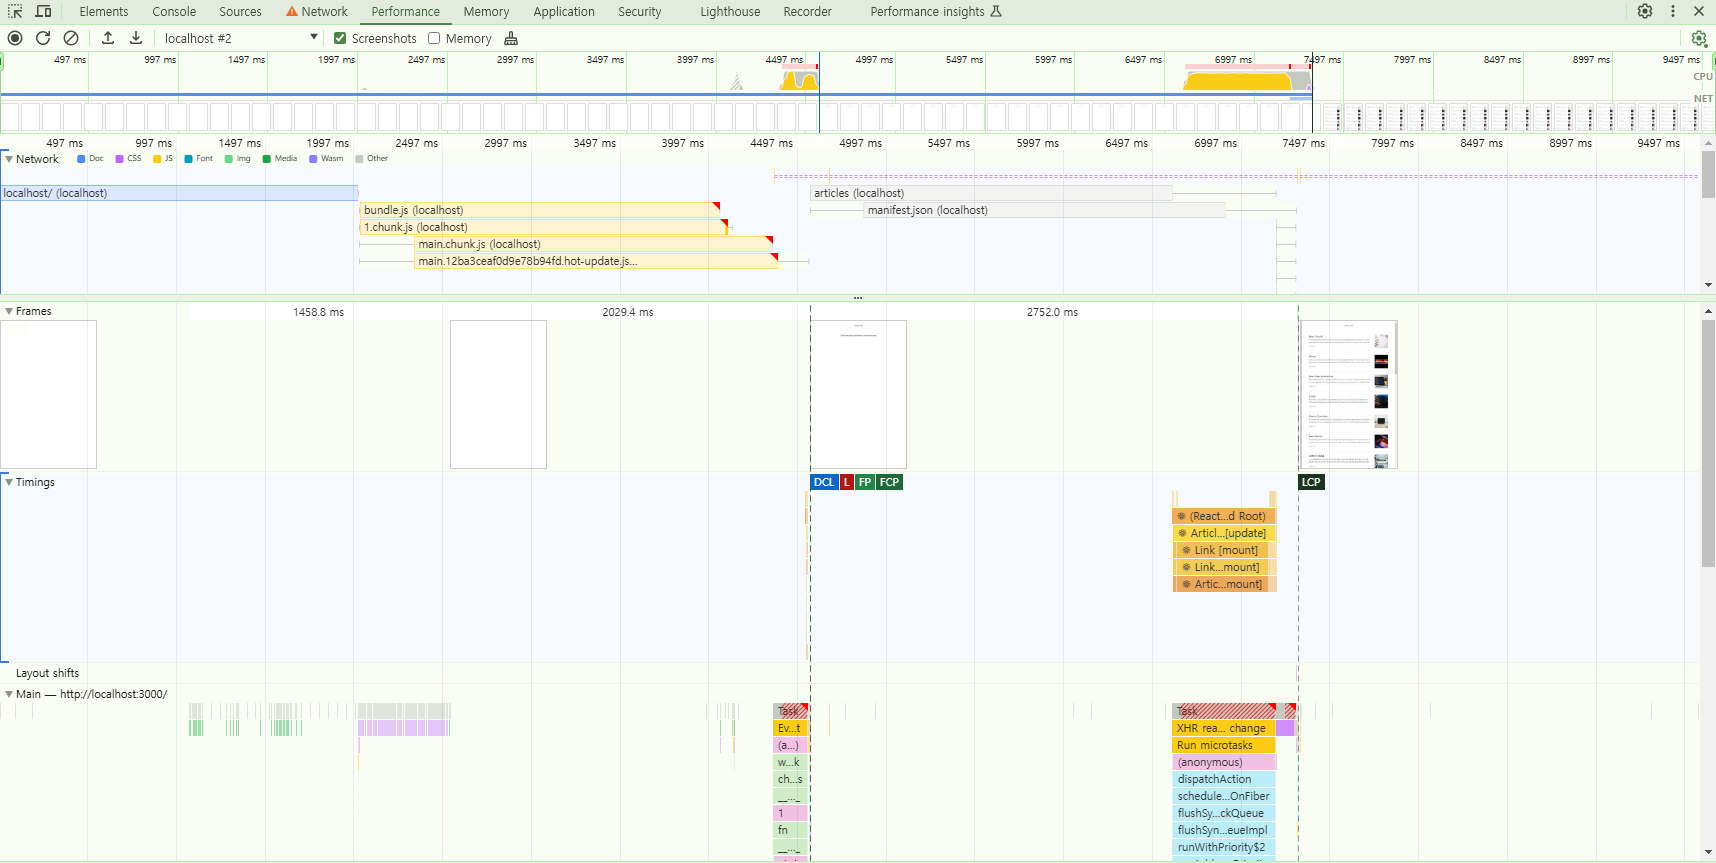 Elements Console Sources Network Performance Memory Application Security Lighthouse Recorder Performance insights
localhost #2 Screenshots Memory
497 ms 997 ms 1497 ms 1997 ms 2497 ms 2997 ms 3497 ms 3997 ms 4497 ms 4997 ms 5497 ms 5997 ms 6497 ms 6997 ms 7497 ms 7997 ms 8497 ms 8997 ms 9497 ms
CPU
NET
497 ms 997 ms 1497 ms 1997 ms 2497 ms 2997 ms 3497 ms 3997 ms 4497 ms 4997 ms 5497 ms 5997 ms 6497 ms 6997 ms 7497 ms 7997 ms 8497 ms 8997 ms 9497 ms
Network Doc CSS JS Font Img Media Wasm Other
localhost/ (localhost) articles (localhost)
bundle.js (localhost) manifest.json (localhost)
1.chunk.js (localhost)
main.chunk.js (localhost)
main.12ba3ceaf0d9e78b94fd.hot-update.js...
Frames 1458.8 ms 2029.4 ms 2752.0 ms
Timings DCL L FP FCP LCP
(React...d Root)
Articl...[update]
Link [mount]
Link...mount]
Artic...mount]
Layout shifts
Main — http://localhost:3000/
Task Task
Ev...t XHR rea... change
(a...) Run microtasks
w...k (anonymous)
ch...s dispatchAction
__..._ schedule...OnFiber
1 flushSy...ckQueue
fn flushSyn...eueImpl
__..._ runWithPriority$2